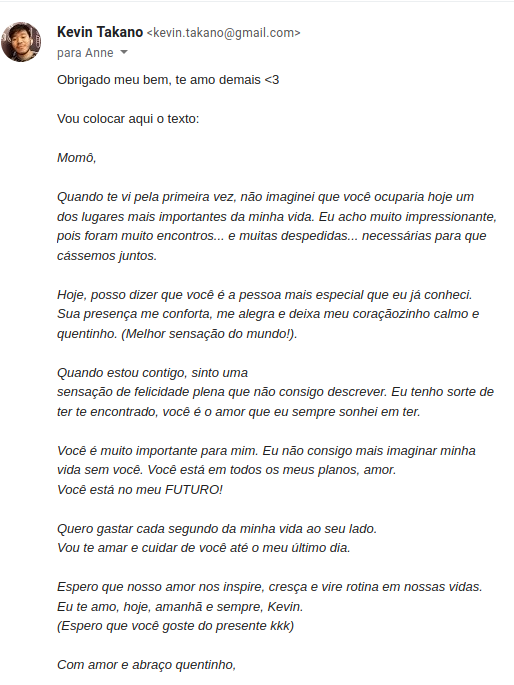 Kevin Takano <kevin.takano@gmail.com>
para Anne
Obrigado meu bem, te amo demais <3
Vou colocar aqui o texto:
Momô,
Quando te vi pela primeira vez, não imaginei que você ocuparia hoje um
dos lugares mais importantes da minha vida. Eu acho muito impressionante,
pois foram muito encontros... e muitas despedidas... necessárias para que
cássemos juntos.
Hoje, posso dizer que você é a pessoa mais especial que eu já conheci.
Sua presença me conforta, me alegra e deixa meu coraçãozinho calmo e
quentinho. (Melhor sensação do mundo!).
Quando estou contigo, sinto uma
sensação de felicidade plena que não consigo descrever. Eu tenho sorte de
ter te encontrado, você é o amor que eu sempre sonhei em ter.
Você é muito importante para mim. Eu não consigo mais imaginar minha
vida sem você. Você está em todos os meus planos, amor.
Você está no meu FUTURO!
Quero gastar cada segundo da minha vida ao seu lado.
Vou te amar e cuidar de você até o meu último dia.
Espero que nosso amor nos inspire, cresça e vire rotina em nossas vidas.
Eu te amo, hoje, amanhã e sempre, Kevin.
(Espero que você goste do presente kkk)
Com amor e abraço quentinho,